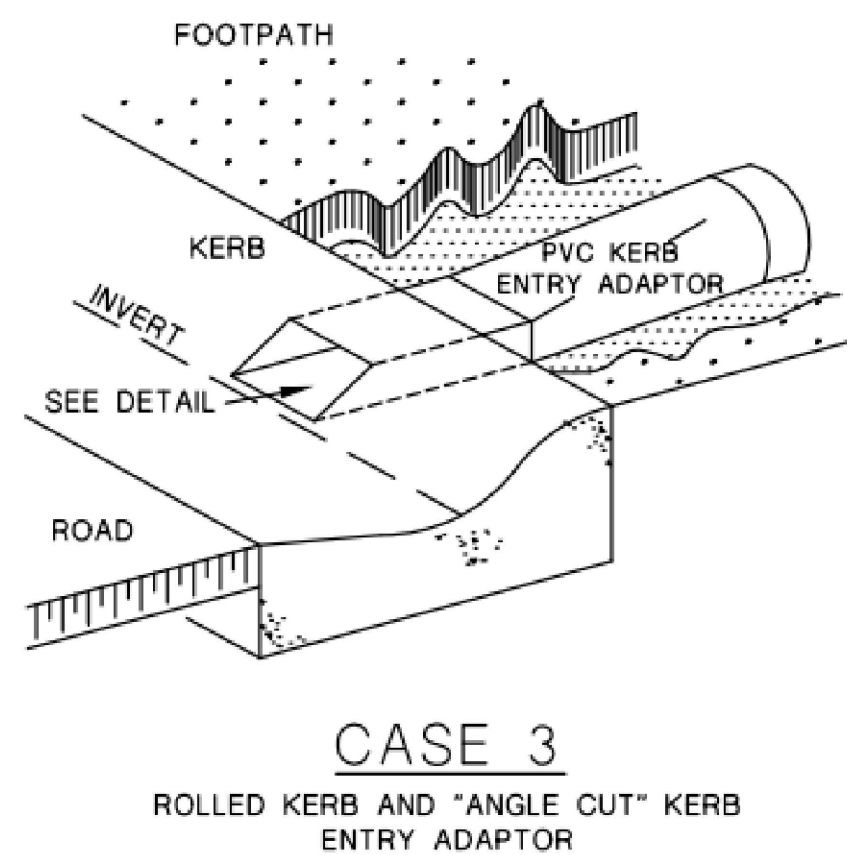 FOOTPATH
KERB
PVC KERB
ENTRY ADAPTOR
INVERT
SEE DETAIL
ROAD
CASE 3
ROLLED KERB AND "ANGLE CUT" KERB
ENTRY ADAPTOR